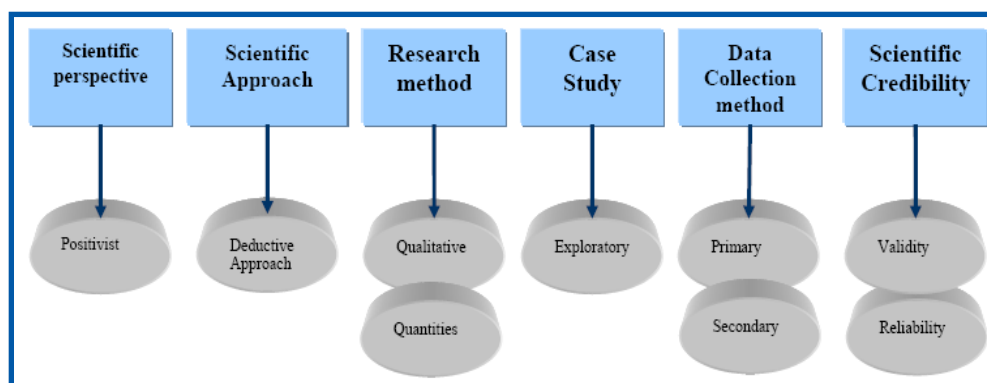 Scientific
perspective
Scientific
Approach
Research
method
Case
Study
Data
Collection
method
Scientific
Credibility
Positivist
Deductive
Approach
Qualitative
Exploratory
Primary
Validity
Quantities
Secondary
Reliability